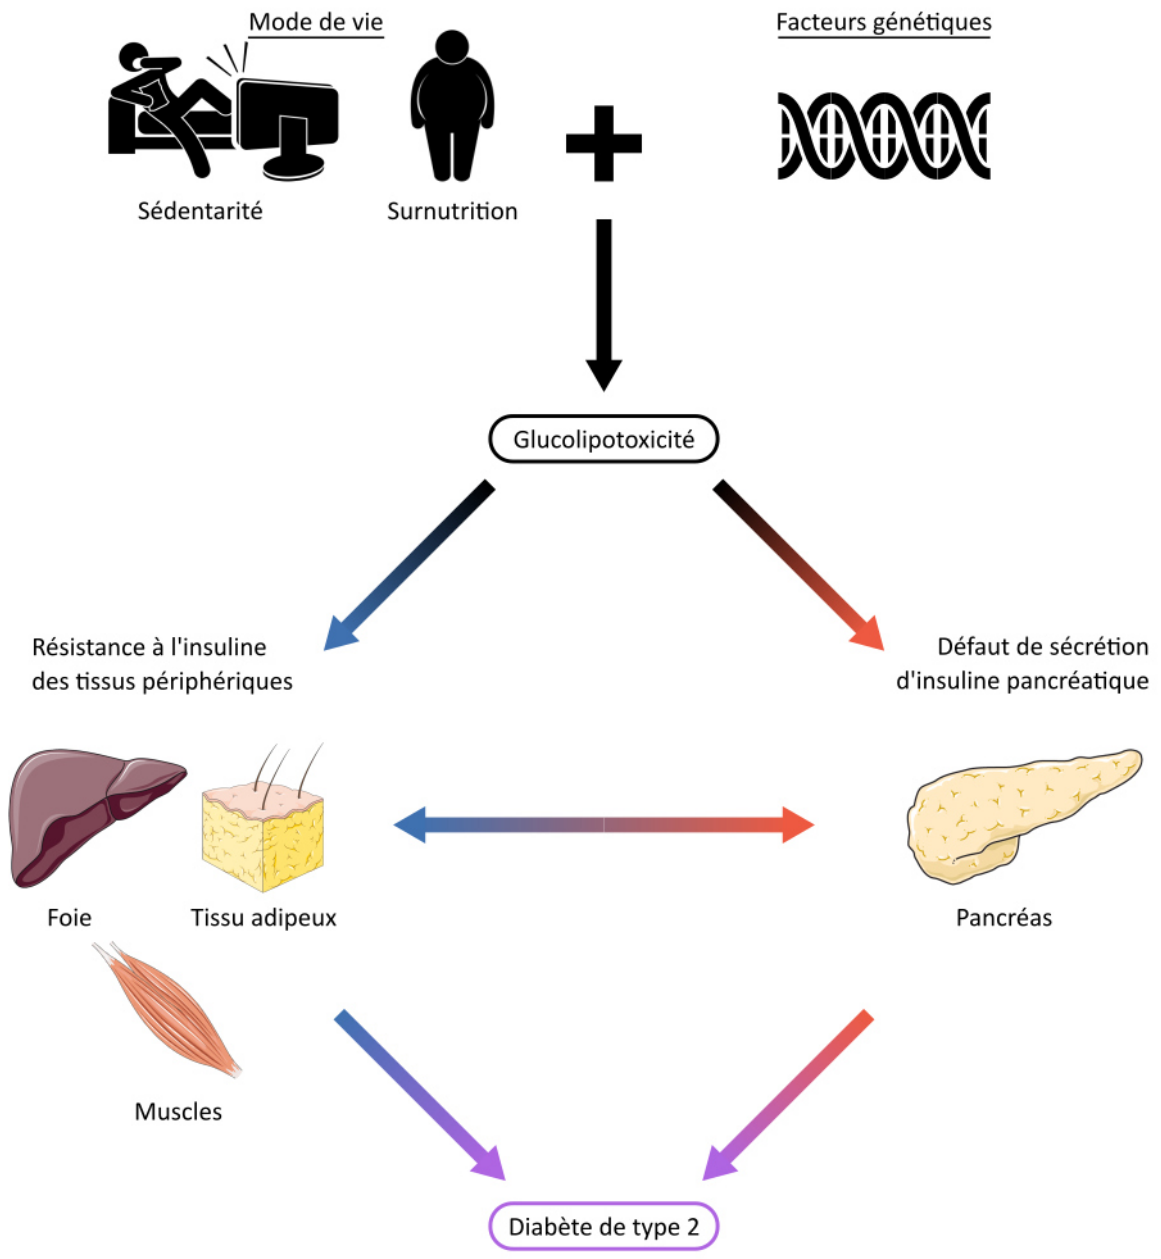 Mode de vie
Facteurs génétiques
Sédentarité
Surnutrition
Glucolipotoxicité
Résistance à l'insuline
des tissus périphériques
Défaut de sécrétion
d'insuline pancréatique
Foie
Tissu adipeux
Pancréas
Muscles
Diabète de type 2